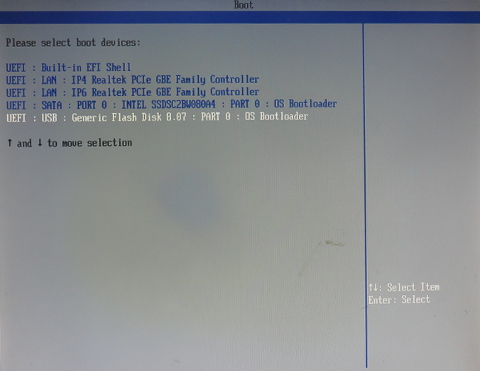 Boot
Please select boot devices:
UEFI : Built-in EFI Shell
UEFI : LAN : IP4 Realtek PCIe GBE Family Controller
UEFI : LAN : IP6 Realtek PCIe GBE Family Controller
UEFI : SATA : PORT 0 : INTEL SSDSC2BW080A4 : PART 0 : OS Bootloader
UEFI : USB : Generic Flash Disk 8.07 : PART 0 : OS Bootloader
↑ and ↓ to move selection
↑↓: Select Item
Enter: Select